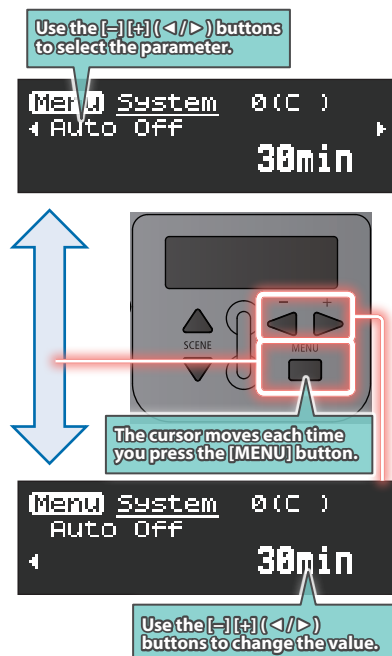 Use the [–] [+] (◄/►) buttons
to select the parameter.
Menu System 0(C )
◄ Auto Off ►
30min
– +
SCENE
MENU
The cursor moves each time
you press the [MENU] button.
Menu System 0(C )
Auto Off
◄ 30min
Use the [–] [+] (◄/►)
buttons to change the value.